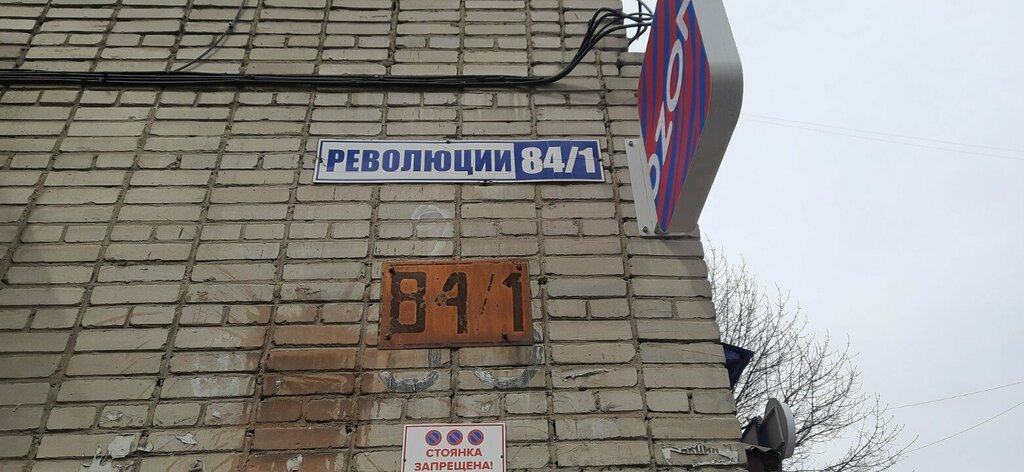 OZON
РЕВОЛЮЦИИ 84/1
84/1
СТОЯНКА
ЗАПРЕЩЕНА!